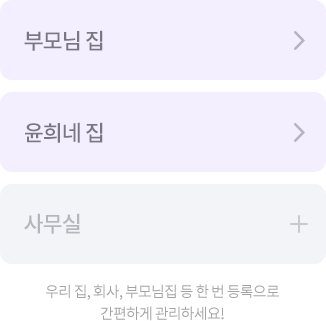 부모님 집
윤희네 집
사무실
우리 집, 회사, 부모님집 등 한 번 등록으로
간편하게 관리하세요!